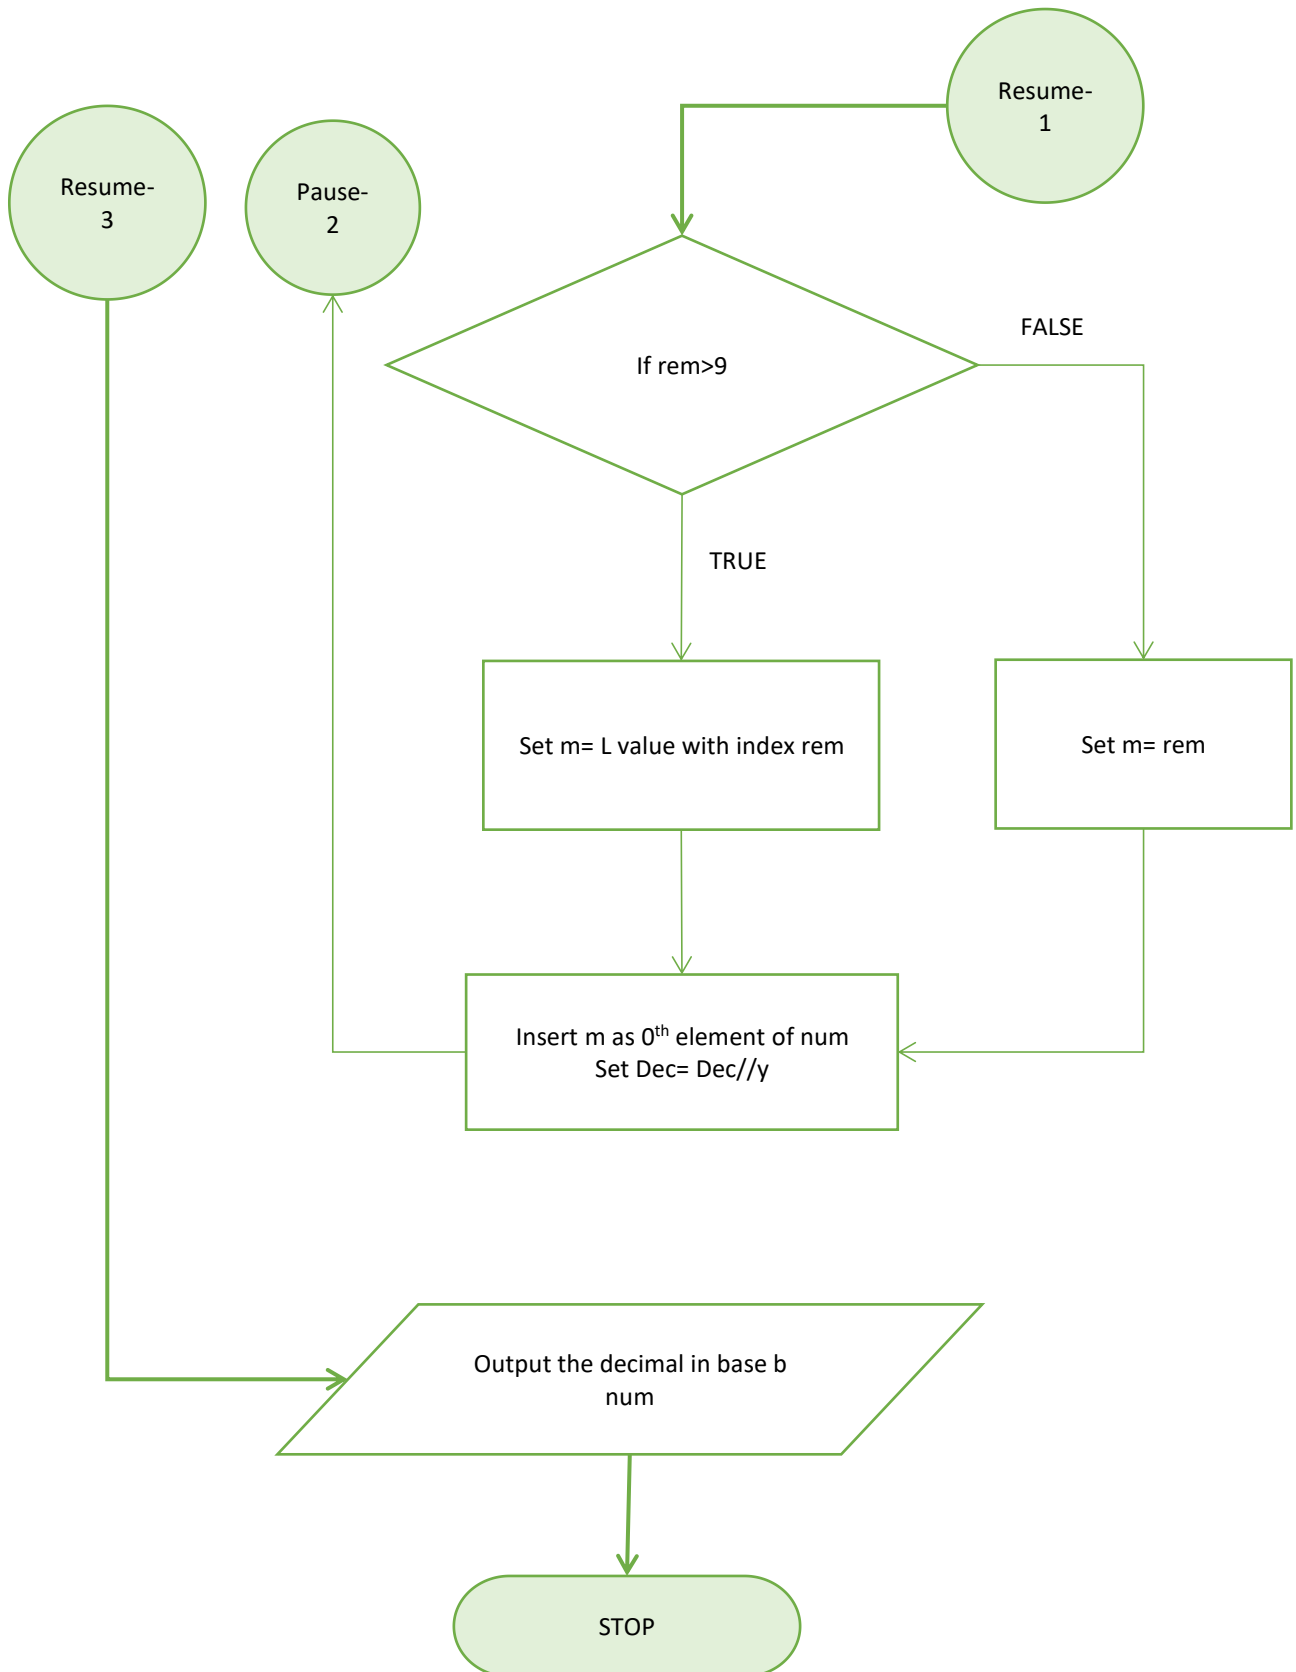 Resume-
1
Resume-
3
Pause-
2
If rem>9
FALSE
TRUE
Set m= L value with index rem
Set m= rem
Insert m as 0th element of num
Set Dec= Dec//y
Output the decimal in base b
num
STOP